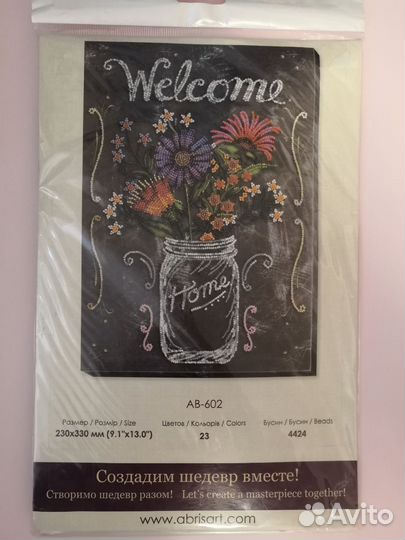 Welcome
Home
AB-602
Размер / Розмір / Size
230x330 мм (9.1"x13.0")
Цветов / Кольорів / Colors
23
Бусин / Бусин / Beads
4424
Создадим шедевр вместе!
Створимо шедевр разом! Let's create a masterpiece together!
www.abrisart.com
Avito